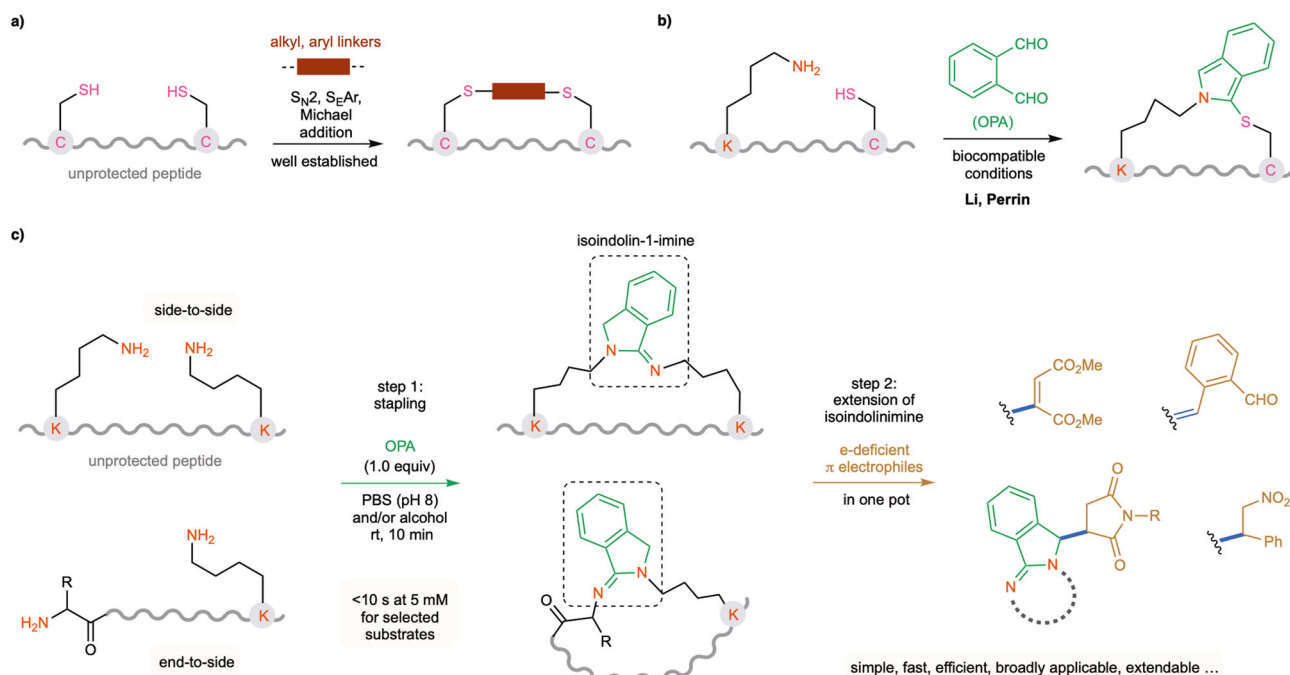 a)
alkyl, aryl linkers
SH
HS
S_N2, S_EAr,
Michael
addition
well established
C
C
unprotected peptide
S
S
C
C
b)
NH2
HS
K
C
CHO
CHO
(OPA)
biocompatible
conditions
Li, Perrin
N
S
K
C
c)
side-to-side
NH2
NH2
K
K
unprotected peptide
NH2
R
H2N
O
K
end-to-side
step 1:
stapling
OPA
(1.0 equiv)
PBS (pH 8)
and/or alcohol
rt, 10 min
<10 s at 5 mM
for selected
substrates
isoindolin-1-imine
N
N
K
K
N
N
O
R
K
step 2:
extension of
isoindolinimine
e-deficient
π electrophiles
in one pot
CO2Me
CO2Me
CHO
O
N–R
O
N
N
NO2
Ph
simple, fast, efficient, broadly applicable, extendable ...